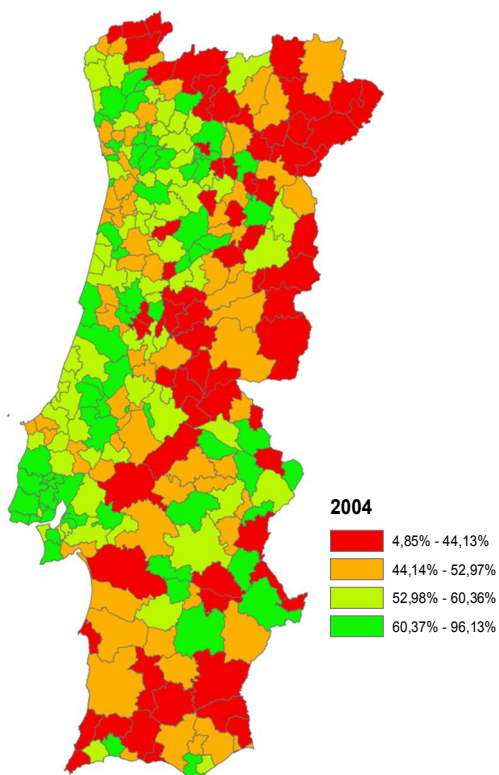 2004
4,85% - 44,13%
44,14% - 52,97%
52,98% - 60,36%
60,37% - 96,13%